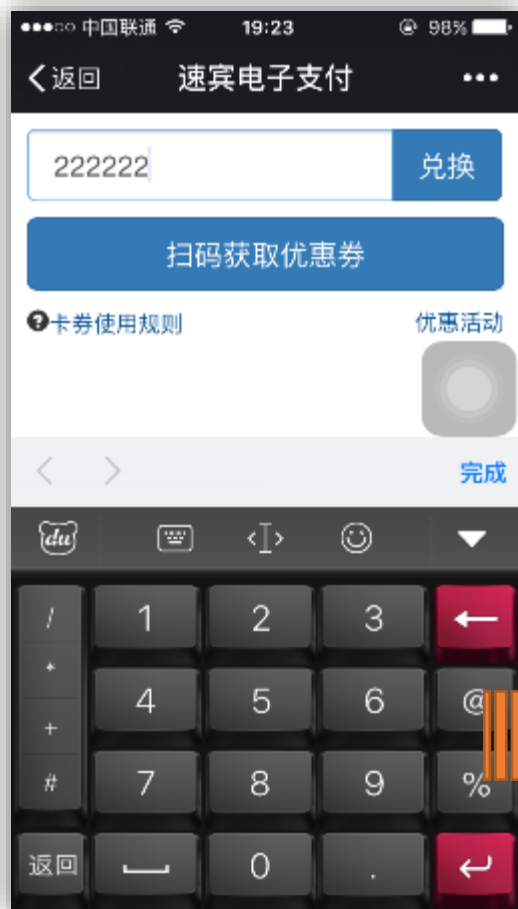 中国联通 19:23 98%
返回 速宾电子支付 •••
222222 兑换
扫码获取优惠券
?卡券使用规则 优惠活动
完成
du
/ 1 2 3
*
4 5 6 @
+
# 7 8 9 %
返回 0 .